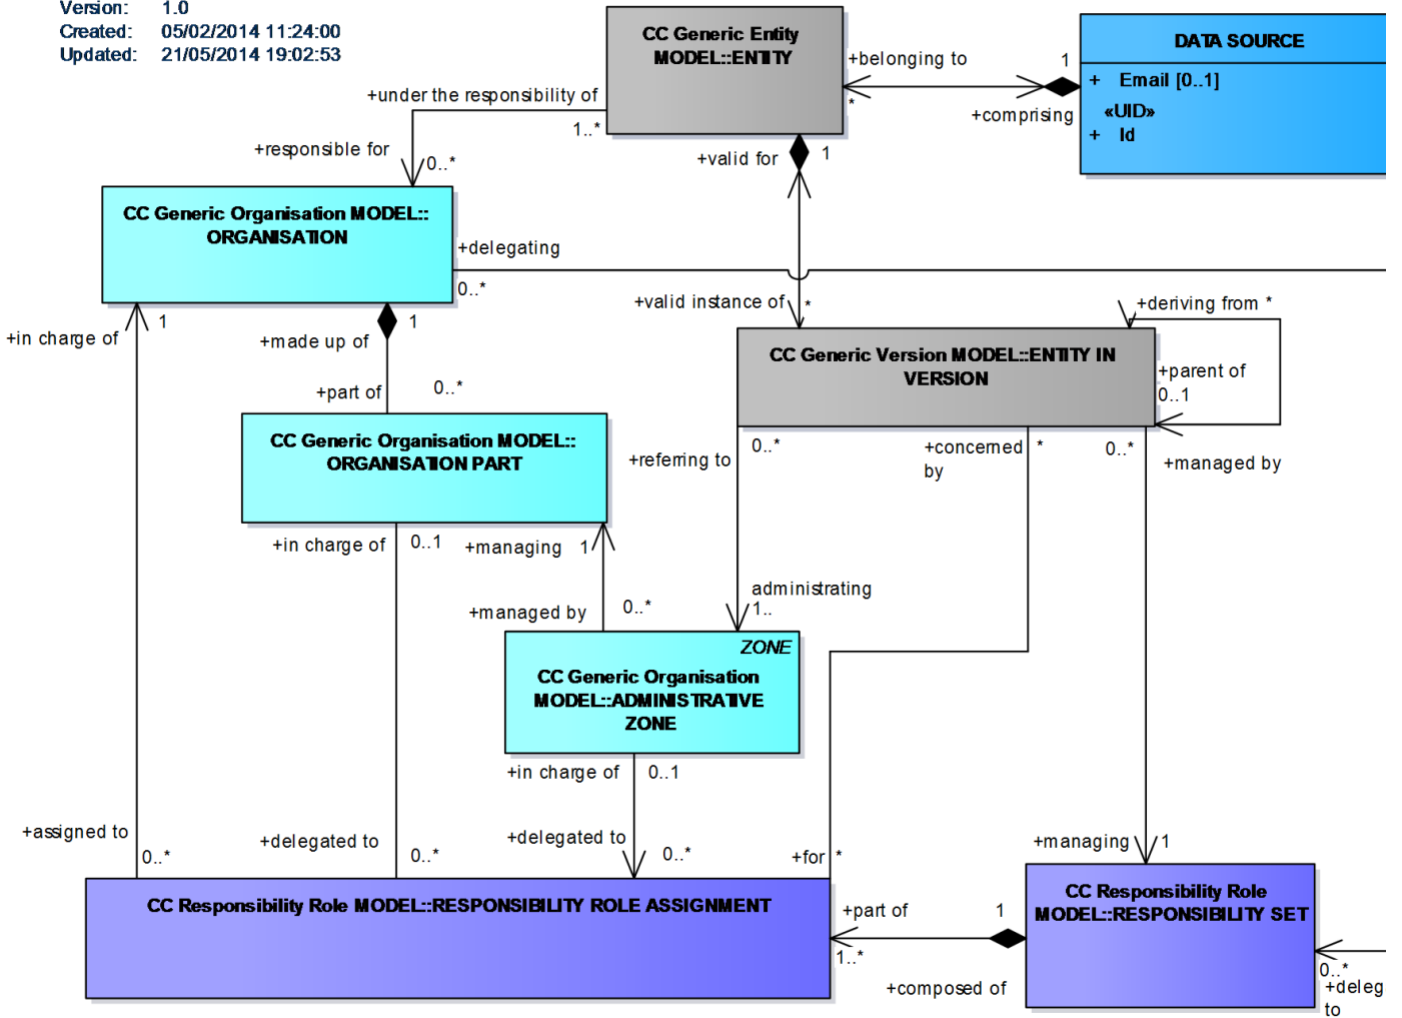 Version: 1.0
Created: 05/02/2014 11:24:00
Updated: 21/05/2014 19:02:53
CC Generic Entity
MODEL::ENTITY
DATA SOURCE
+ Email [0..1]
«UID»
+ Id
+belonging to
1
*
+comprising
+under the responsibility of
1..*
+responsible for
0..*
+valid for
1
CC Generic Organisation MODEL::
ORGANISATION
+delegating
0..*
+valid instance of
*
+deriving from *
+in charge of
1
+made up of
1
CC Generic Version MODEL::ENTITY IN
VERSION
+parent of
0..1
+part of
0..*
CC Generic Organisation MODEL::
ORGANISATION PART
+referring to
0..*
+concerned
by
*
0..*
+managed by
+in charge of
0..1
+managing
1
administrating
1..
+managed by
0..*
ZONE
CC Generic Organisation
MODEL::ADMINISTRATIVE
ZONE
+in charge of
0..1
+assigned to
0..*
+delegated to
0..*
+delegated to
0..*
+for
*
+managing
1
CC Responsibility Role MODEL::RESPONSIBILITY ROLE ASSIGNMENT
CC Responsibility Role
MODEL::RESPONSIBILITY SET
+part of
1
1..*
+composed of
0..*
+deleg
to